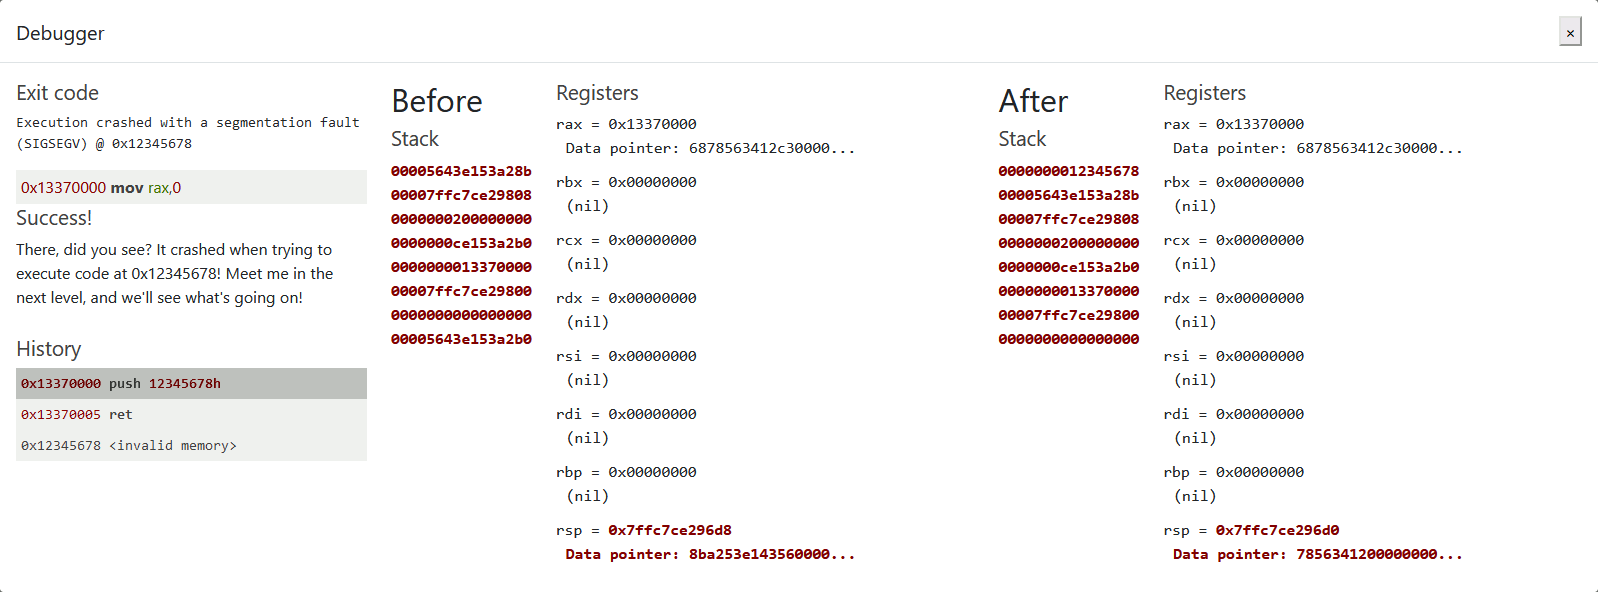 Debugger
×
Exit code
Execution crashed with a segmentation fault
(SIGSEGV) @ 0x12345678
0x13370000 mov rax,0
Success!
There, did you see? It crashed when trying to
execute code at 0x12345678! Meet me in the
next level, and we'll see what's going on!
History
0x13370000 push 12345678h
0x13370005 ret
0x12345678 <invalid memory>
Before
Stack
00005643e153a28b
00007ffc7ce29808
0000000200000000
0000000ce153a2b0
0000000013370000
00007ffc7ce29800
0000000000000000
00005643e153a2b0
Registers
rax = 0x13370000
Data pointer: 6878563412c30000...
rbx = 0x00000000
(nil)
rcx = 0x00000000
(nil)
rdx = 0x00000000
(nil)
rsi = 0x00000000
(nil)
rdi = 0x00000000
(nil)
rbp = 0x00000000
(nil)
rsp = 0x7ffc7ce296d8
Data pointer: 8ba253e143560000...
After
Stack
0000000012345678
00005643e153a28b
00007ffc7ce29808
0000000200000000
0000000ce153a2b0
0000000013370000
00007ffc7ce29800
0000000000000000
Registers
rax = 0x13370000
Data pointer: 6878563412c30000...
rbx = 0x00000000
(nil)
rcx = 0x00000000
(nil)
rdx = 0x00000000
(nil)
rsi = 0x00000000
(nil)
rdi = 0x00000000
(nil)
rbp = 0x00000000
(nil)
rsp = 0x7ffc7ce296d0
Data pointer: 7856341200000000...